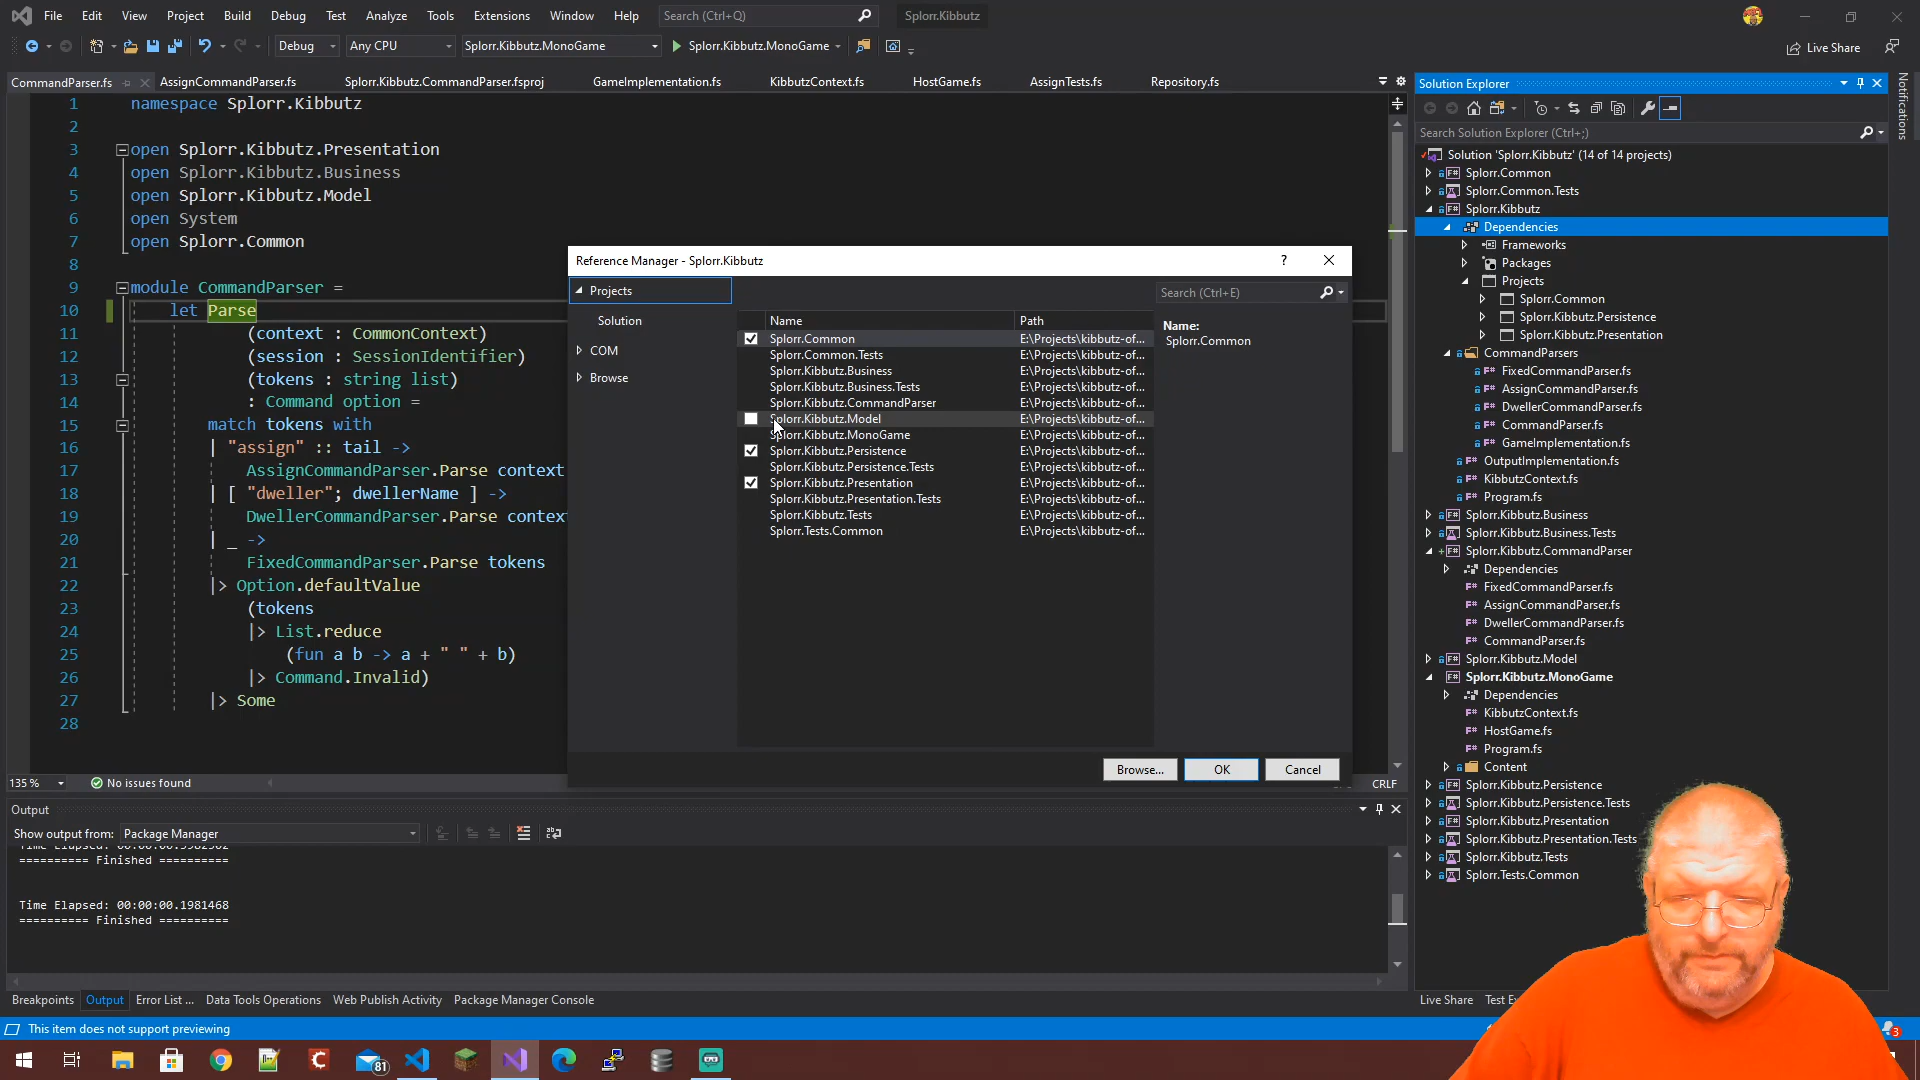 File Edit View Project Build Debug Test Analyze Tools Extensions Window Help Search (Ctrl+Q) Splorr.Kibbutz
Debug Any CPU Splorr.Kibbutz.MonoGame Splorr.Kibbutz.MonoGame Live Share
CommandParser.fs AssignCommandParser.fs Splorr.Kibbutz.CommandParser.fsproj GameImplementation.fs KibbutzContext.fs HostGame.fs AssignTests.fs Repository.fs
1 namespace Splorr.Kibbutz
2
3 open Splorr.Kibbutz.Presentation
4 open Splorr.Kibbutz.Business
5 open Splorr.Kibbutz.Model
6 open System
7 open Splorr.Common
8
9 module CommandParser =
10 let Parse
11 (context : CommonContext)
12 (session : SessionIdentifier)
13 (tokens : string list)
14 : Command option =
15 match tokens with
16 | "assign" :: tail ->
17 AssignCommandParser.Parse context
18 | [ "dweller"; dwellerName ] ->
19 DwellerCommandParser.Parse
20 | _ ->
21 FixedCommandParser.Parse tokens
22 |> Option.defaultValue
23 (tokens
24 |> List.reduce
25 (fun a b -> a + " " + b)
26 |> Command.Invalid)
27 |> Some
28
135 % No issues found CRLF
Reference Manager - Splorr.Kibbutz ?
Projects
Solution
COM
Browse
Search (Ctrl+E)
Name Path
Splorr.Common E:\Projects\kibbutz-of...
Splorr.Common.Tests E:\Projects\kibbutz-of...
Splorr.Kibbutz.Business E:\Projects\kibbutz-of...
Splorr.Kibbutz.Business.Tests E:\Projects\kibbutz-of...
Splorr.Kibbutz.CommandParser E:\Projects\kibbutz-of...
Splorr.Kibbutz.Model E:\Projects\kibbutz-of...
Splorr.Kibbutz.MonoGame E:\Projects\kibbutz-of...
Splorr.Kibbutz.Persistence E:\Projects\kibbutz-of...
Splorr.Kibbutz.Persistence.Tests E:\Projects\kibbutz-of...
Splorr.Kibbutz.Presentation E:\Projects\kibbutz-of...
Splorr.Kibbutz.Presentation.Tests E:\Projects\kibbutz-of...
Splorr.Kibbutz.Tests E:\Projects\kibbutz-of...
Splorr.Tests.Common E:\Projects\kibbutz-of...
Name:
Splorr.Common
Browse... OK Cancel
Solution Explorer
Search Solution Explorer (Ctrl+;)
Solution 'Splorr.Kibbutz' (14 of 14 projects)
Splorr.Common
Splorr.Common.Tests
Splorr.Kibbutz
Dependencies
Frameworks
Packages
Projects
Splorr.Common
Splorr.Kibbutz.Persistence
Splorr.Kibbutz.Presentation
CommandParsers
FixedCommandParser.fs
AssignCommandParser.fs
DwellerCommandParser.fs
CommandParser.fs
GameImplementation.fs
OutputImplementation.fs
KibbutzContext.fs
Program.fs
Splorr.Kibbutz.Business
Splorr.Kibbutz.Business.Tests
Splorr.Kibbutz.CommandParser
Dependencies
FixedCommandParser.fs
AssignCommandParser.fs
DwellerCommandParser.fs
CommandParser.fs
Splorr.Kibbutz.Model
Splorr.Kibbutz.MonoGame
Dependencies
KibbutzContext.fs
HostGame.fs
Program.fs
Content
Splorr.Kibbutz.Persistence
Splorr.Kibbutz.Persistence.Tests
Splorr.Kibbutz.Presentation
Splorr.Kibbutz.Presentation.Tests
Splorr.Kibbutz.Tests
Splorr.Tests.Common
Notifications
Output
Show output from: Package Manager
========== Finished ==========
Time Elapsed: 00:00:00.1981468
========== Finished ==========
Breakpoints Output Error List ... Data Tools Operations Web Publish Activity Package Manager Console
Live Share Test
This item does not support previewing
3
81